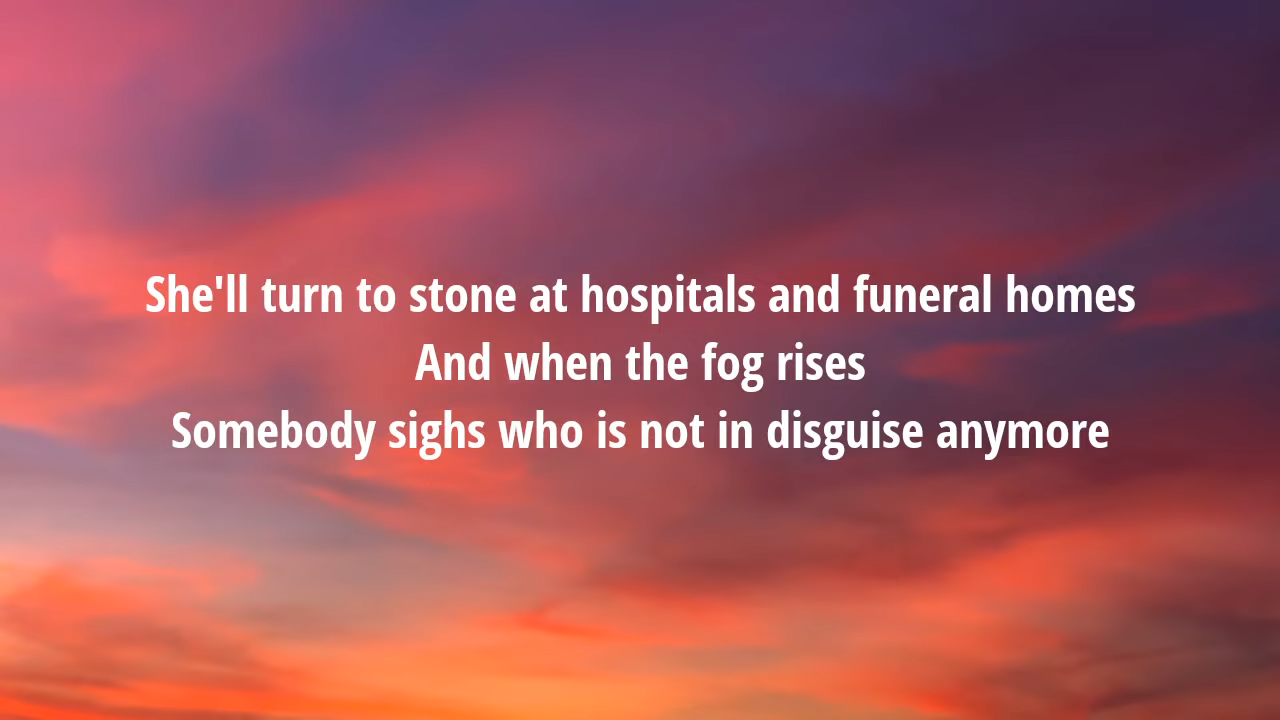 She'll turn to stone at hospitals and funeral homes
And when the fog rises
Somebody sighs who is not in disguise anymore